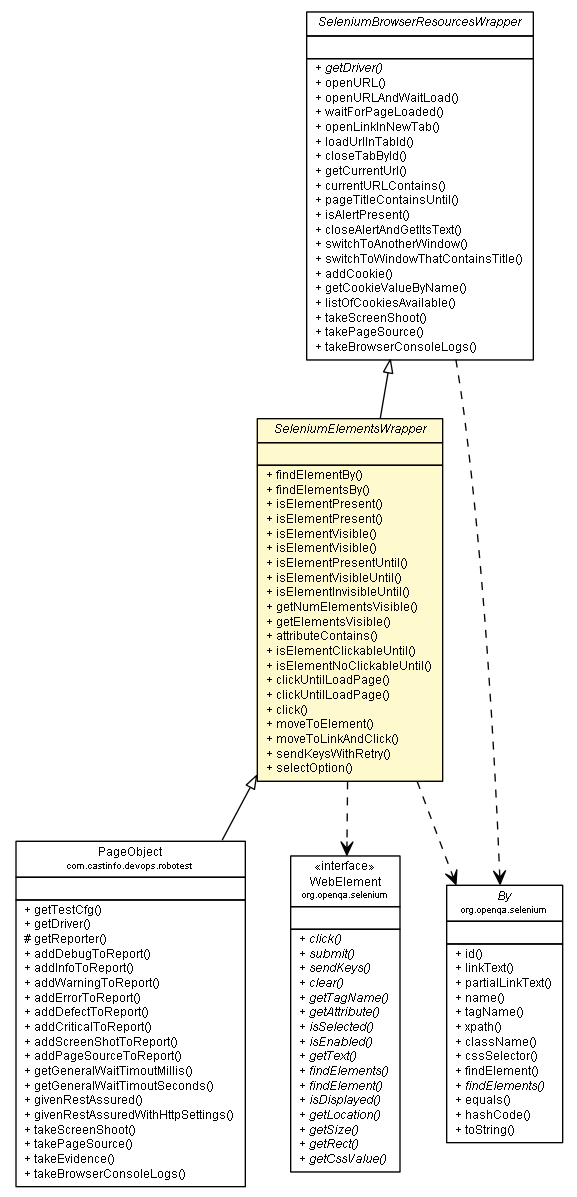 SeleniumBrowserResourcesWrapper
+ getDriver()
+ openURL()
+ openURLAndWaitLoad()
+ waitForPageLoaded()
+ openLinkInNewTab()
+ loadUrlInTabId()
+ closeTabById()
+ getCurrentUrl()
+ currentURLContains()
+ pageTitleContainsUntil()
+ isAlertPresent()
+ closeAlertAndGetItsText()
+ switchToAnotherWindow()
+ switchToWindowThatContainsTitle()
+ addCookie()
+ getCookieValueByName()
+ listOfCookiesAvailable()
+ takeScreenShoot()
+ takePageSource()
+ takeBrowserConsoleLogs()
SeleniumElementsWrapper
+ findElementBy()
+ findElementsBy()
+ isElementPresent()
+ isElementPresent()
+ isElementVisible()
+ isElementVisible()
+ isElementPresentUntil()
+ isElementVisibleUntil()
+ isElementInvisibleUntil()
+ getNumElementsVisible()
+ getElementsVisible()
+ attributeContains()
+ isElementClickableUntil()
+ isElementNoClickableUntil()
+ clickUntilLoadPage()
+ clickUntilLoadPage()
+ click()
+ moveToElement()
+ moveToLinkAndClick()
+ sendKeysWithRetry()
+ selectOption()
PageObject
com.castinfo.devops.robotest
+ getTestCfg()
+ getDriver()
# getReporter()
+ addDebugToReport()
+ addInfoToReport()
+ addWarningToReport()
+ addErrorToReport()
+ addDefectToReport()
+ addCriticalToReport()
+ addScreenShotToReport()
+ addPageSourceToReport()
+ getGeneralWaitTimoutMillis()
+ getGeneralWaitTimoutSeconds()
+ givenRestAssured()
+ givenRestAssuredWithHttpSettings()
+ takeScreenShoot()
+ takePageSource()
+ takeEvidence()
+ takeBrowserConsoleLogs()
«interface»
WebElement
org.openqa.selenium
+ click()
+ submit()
+ sendKeys()
+ clear()
+ getTagName()
+ getAttribute()
+ isSelected()
+ isEnabled()
+ getText()
+ findElements()
+ findElement()
+ isDisplayed()
+ getLocation()
+ getSize()
+ getRect()
+ getCssValue()
By
org.openqa.selenium
+ id()
+ linkText()
+ partialLinkText()
+ name()
+ tagName()
+ xpath()
+ className()
+ cssSelector()
+ findElement()
+ findElements()
+ equals()
+ hashCode()
+ toString()